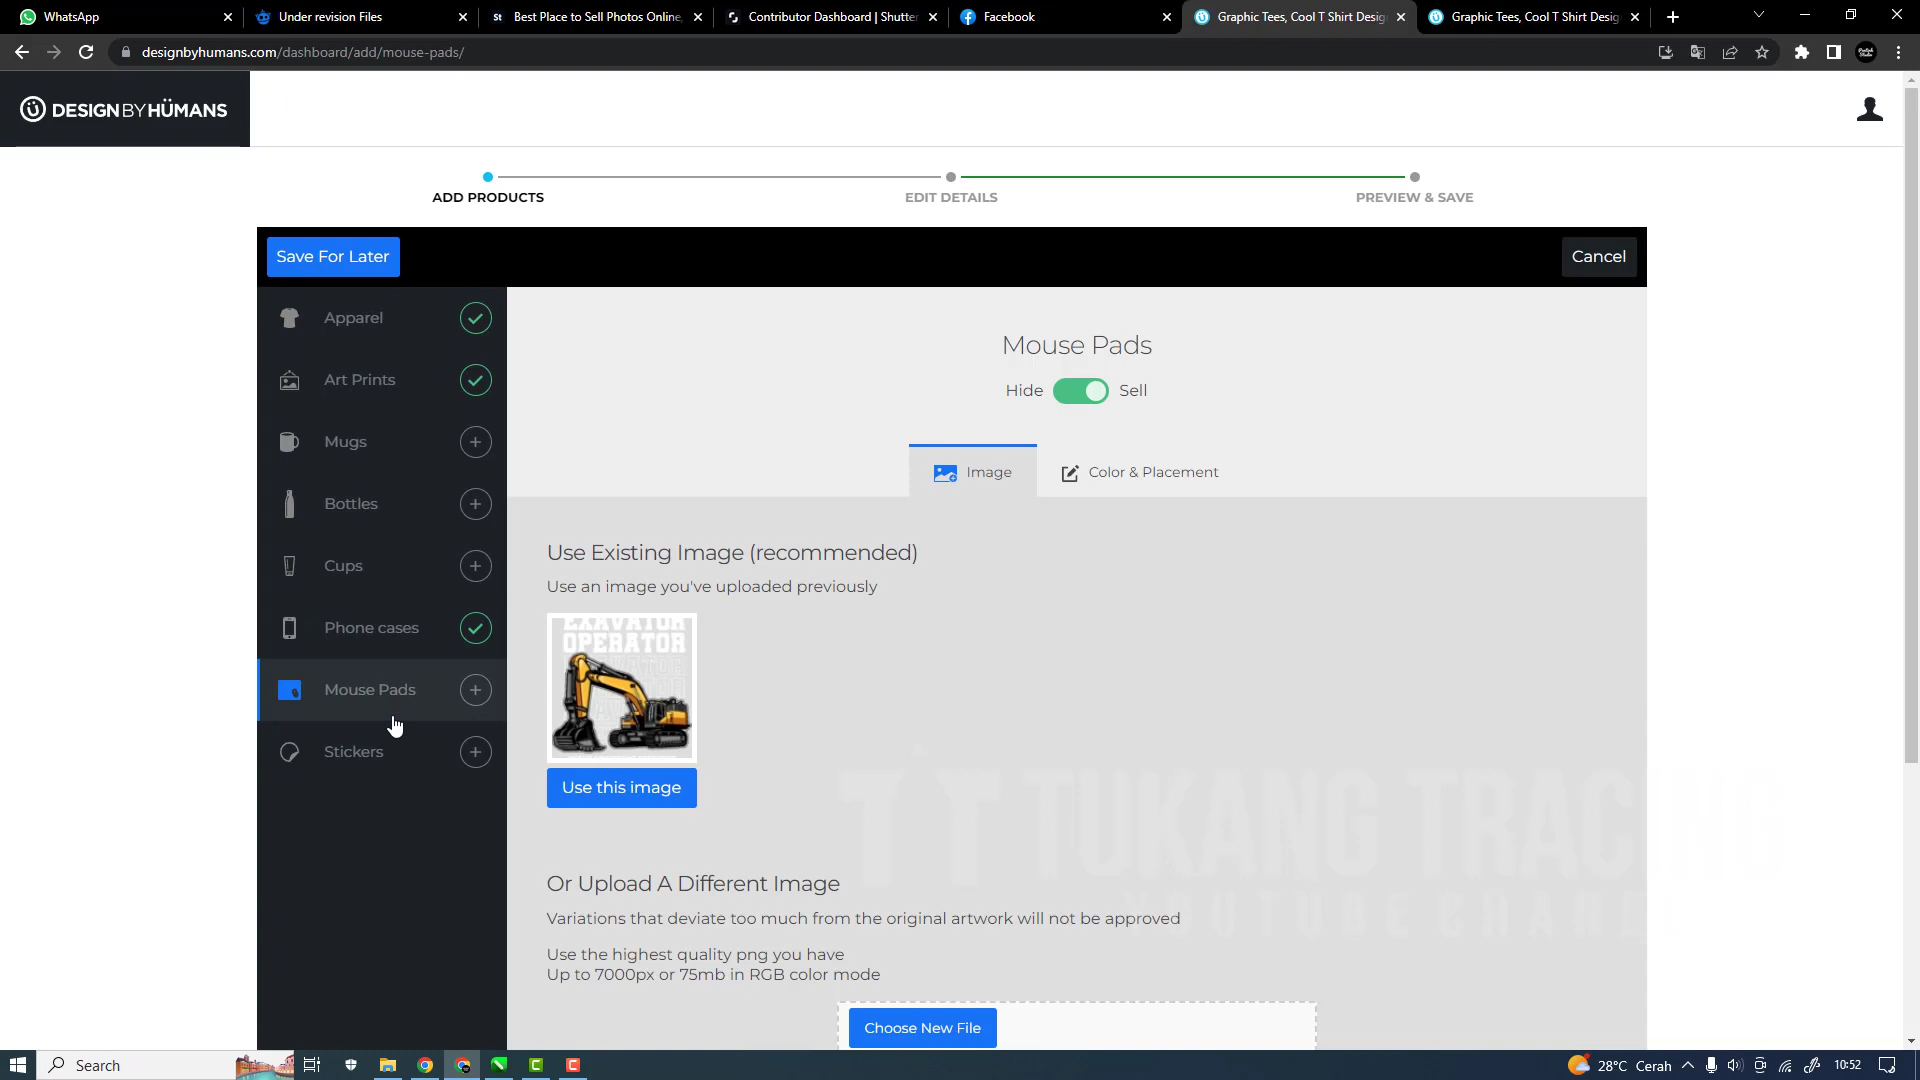 WhatsApp
Under revision Files
Best Place to Sell Photos Online,
Contributor Dashboard | Shutter
Facebook
Graphic Tees, Cool T Shirt Desig
Graphic Tees, Cool T Shirt Desig
designbyhumans.com/dashboard/add/mouse-pads/
DESIGN BY HÜMANS
ADD PRODUCTS
EDIT DETAILS
PREVIEW & SAVE
Save For Later
Cancel
Apparel
Art Prints
Mugs
Bottles
Cups
Phone cases
Mouse Pads
Stickers
Mouse Pads
Hide
Sell
Image
Color & Placement
Use Existing Image (recommended)
Use an image you've uploaded previously
OPERATOR
Use this image
Or Upload A Different Image
Variations that deviate too much from the original artwork will not be approved
Use the highest quality png you have
Up to 7000px or 75mb in RGB color mode
Choose New File
TT TUKANG TRACING
YOUTUBE CHANEL
Search
28°C Cerah
10:52